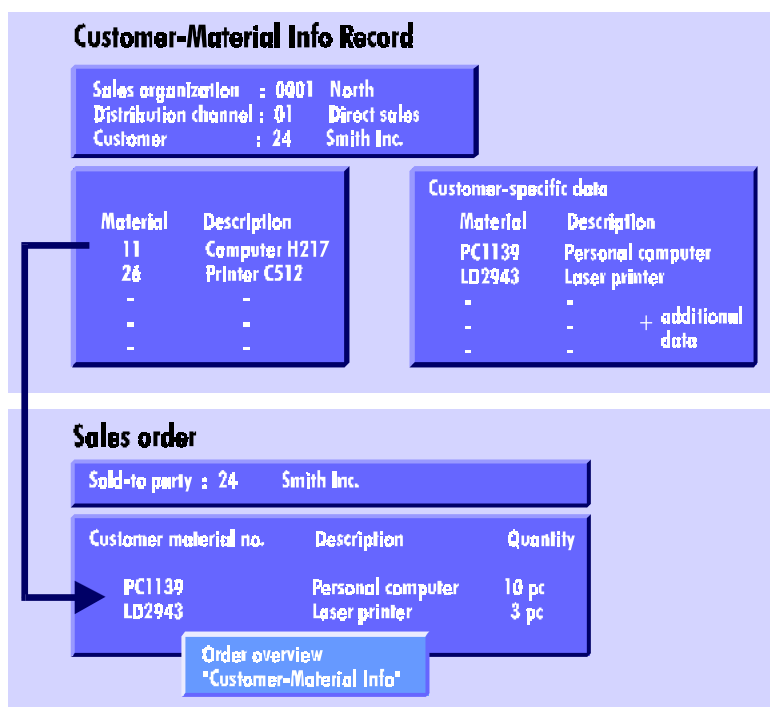 Customer-Material Info Record
Sales organization : 0001 North
Distribution channel : 01 Direct sales
Customer : 24 Smith Inc.
Material Description
11 Computer H217
26 Printer C512
- -
- -
- -
Customer-specific data
Material Description
PC1139 Personal computer
LD2943 Laser printer
- -
- -
- -
+ additional
data
Sales order
Sold-to party : 24 Smith Inc.
Customer material no. Description Quantity
PC1139 Personal computer 10 pc
LD2943 Laser printer 3 pc
Order overview
"Customer-Material Info"